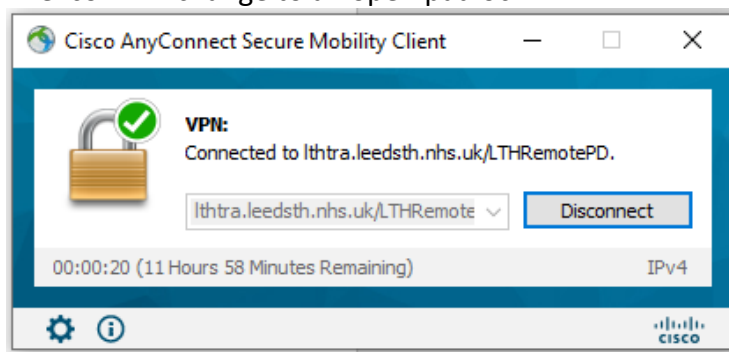 Cisco AnyConnect Secure Mobility Client
VPN:
Connected to lthtra.leedsth.nhs.uk/LTHRemotePD.
lthtra.leedsth.nhs.uk/LTHRemote
Disconnect
00:00:20 (11 Hours 58 Minutes Remaining)
IPv4
CISCO